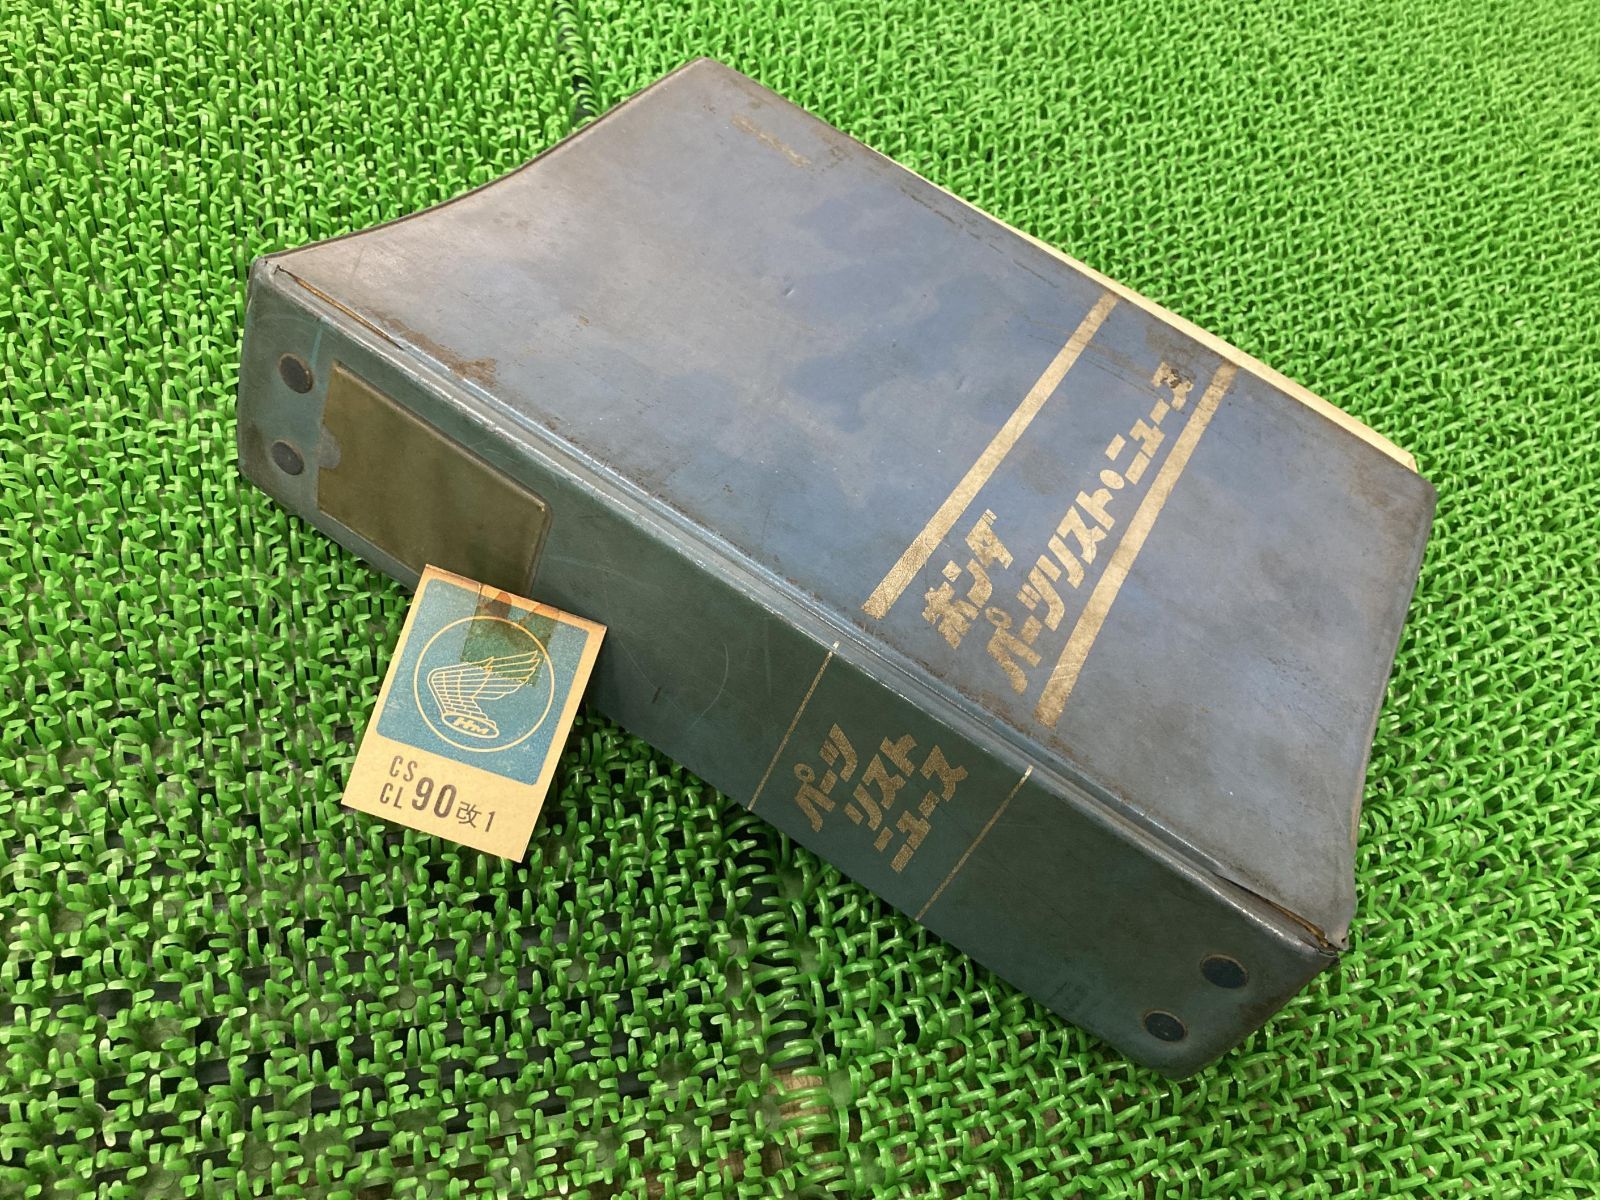 ホンダ
パーツリスト・ニュース
パーツ
リスト
ニュース
HM
CS
CL 90 改1